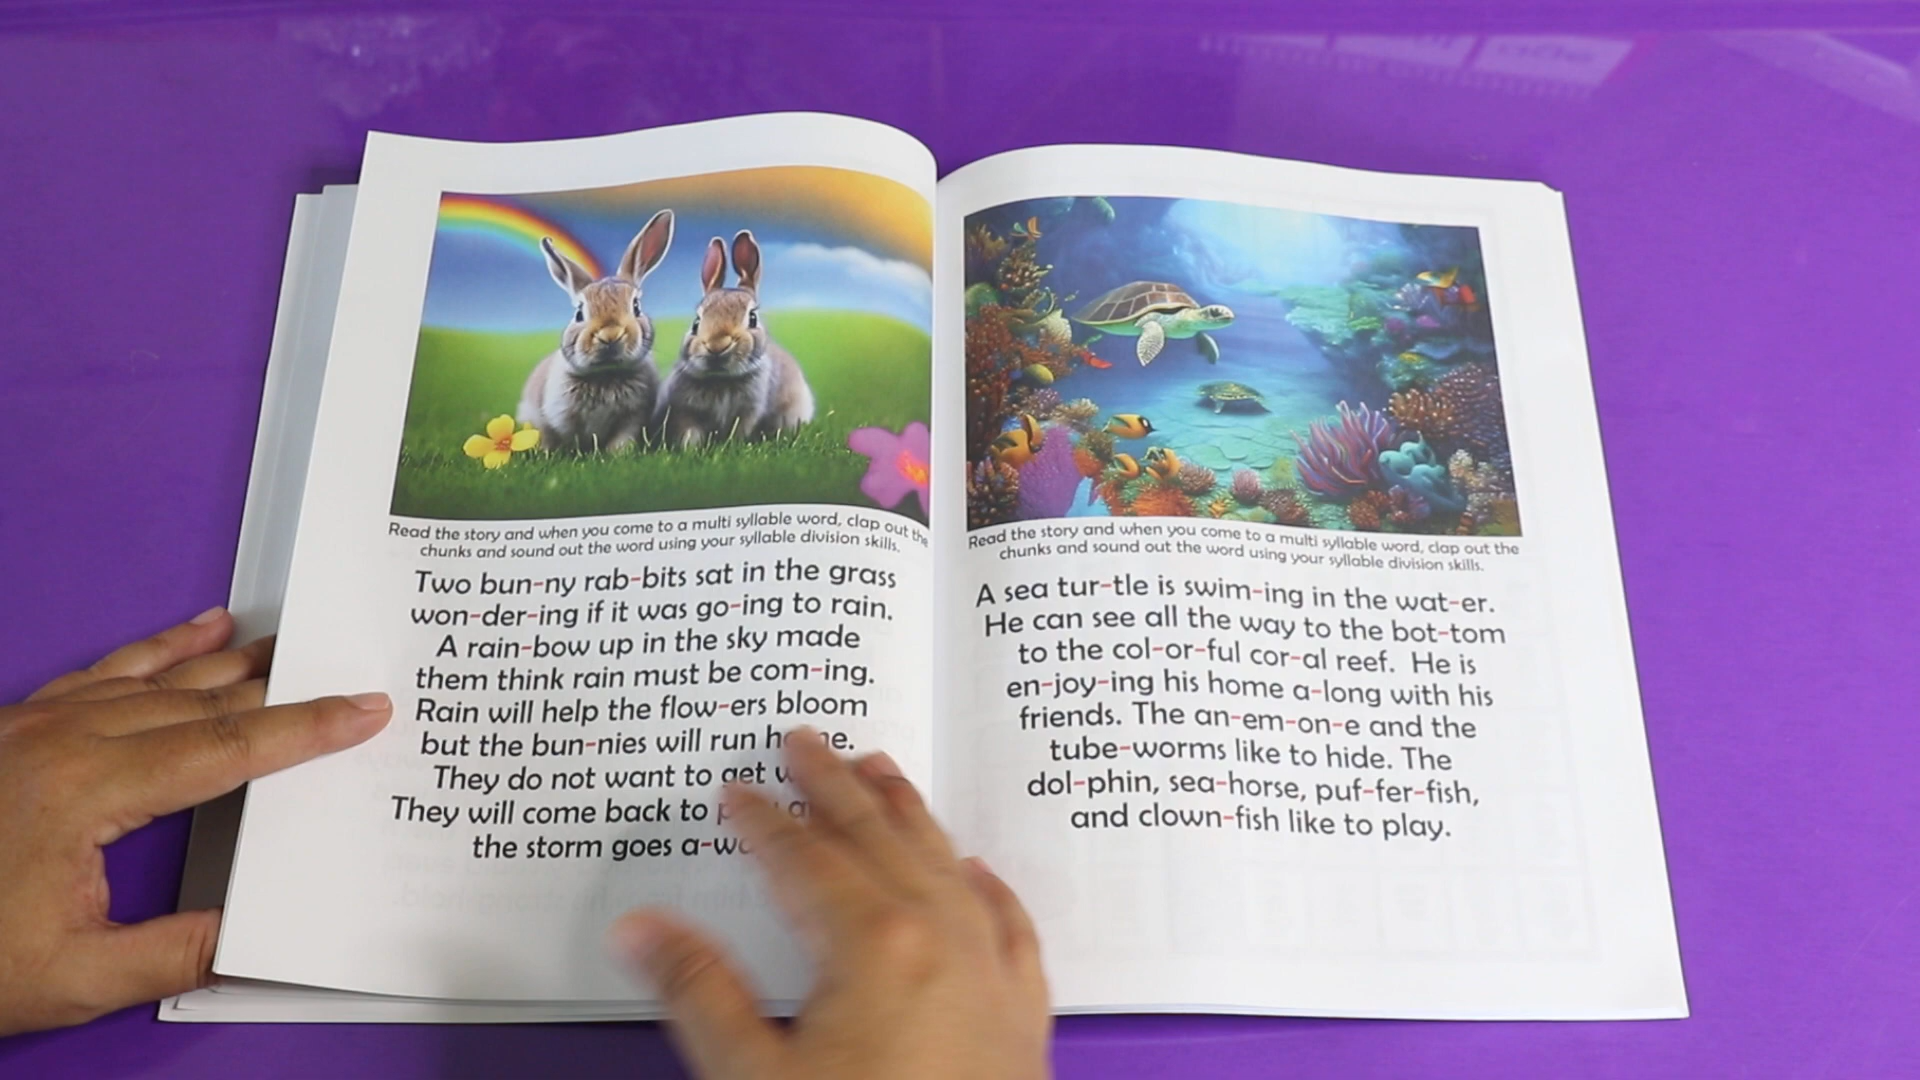 Read the story and when you come to a multi syllable word, clap out the
chunks and sound out the word using your syllable division skills.
Two bun-ny rab-bits sat in the grass
won-der-ing if it was go-ing to rain.
A rain-bow up in the sky made
them think rain must be com-ing.
Rain will help the flow-ers bloom
but the bun-nies will run
They do not want to get
They will come back to
the storm goes
Read the story and when you come to a multi syllable word, clap out the
chunks and sound out the word using your syllable division skills.
A sea tur-tle is swim-ing in the wat-er.
He can see all the way to the bot-tom
to the col-or-ful cor-al reef. He is
en-joy-ing his home a-long with his
friends. The an-em-on-e and the
tube-worms like to hide. The
dol-phin, sea-horse, puf-fer-fish,
and clown-fish like to play.